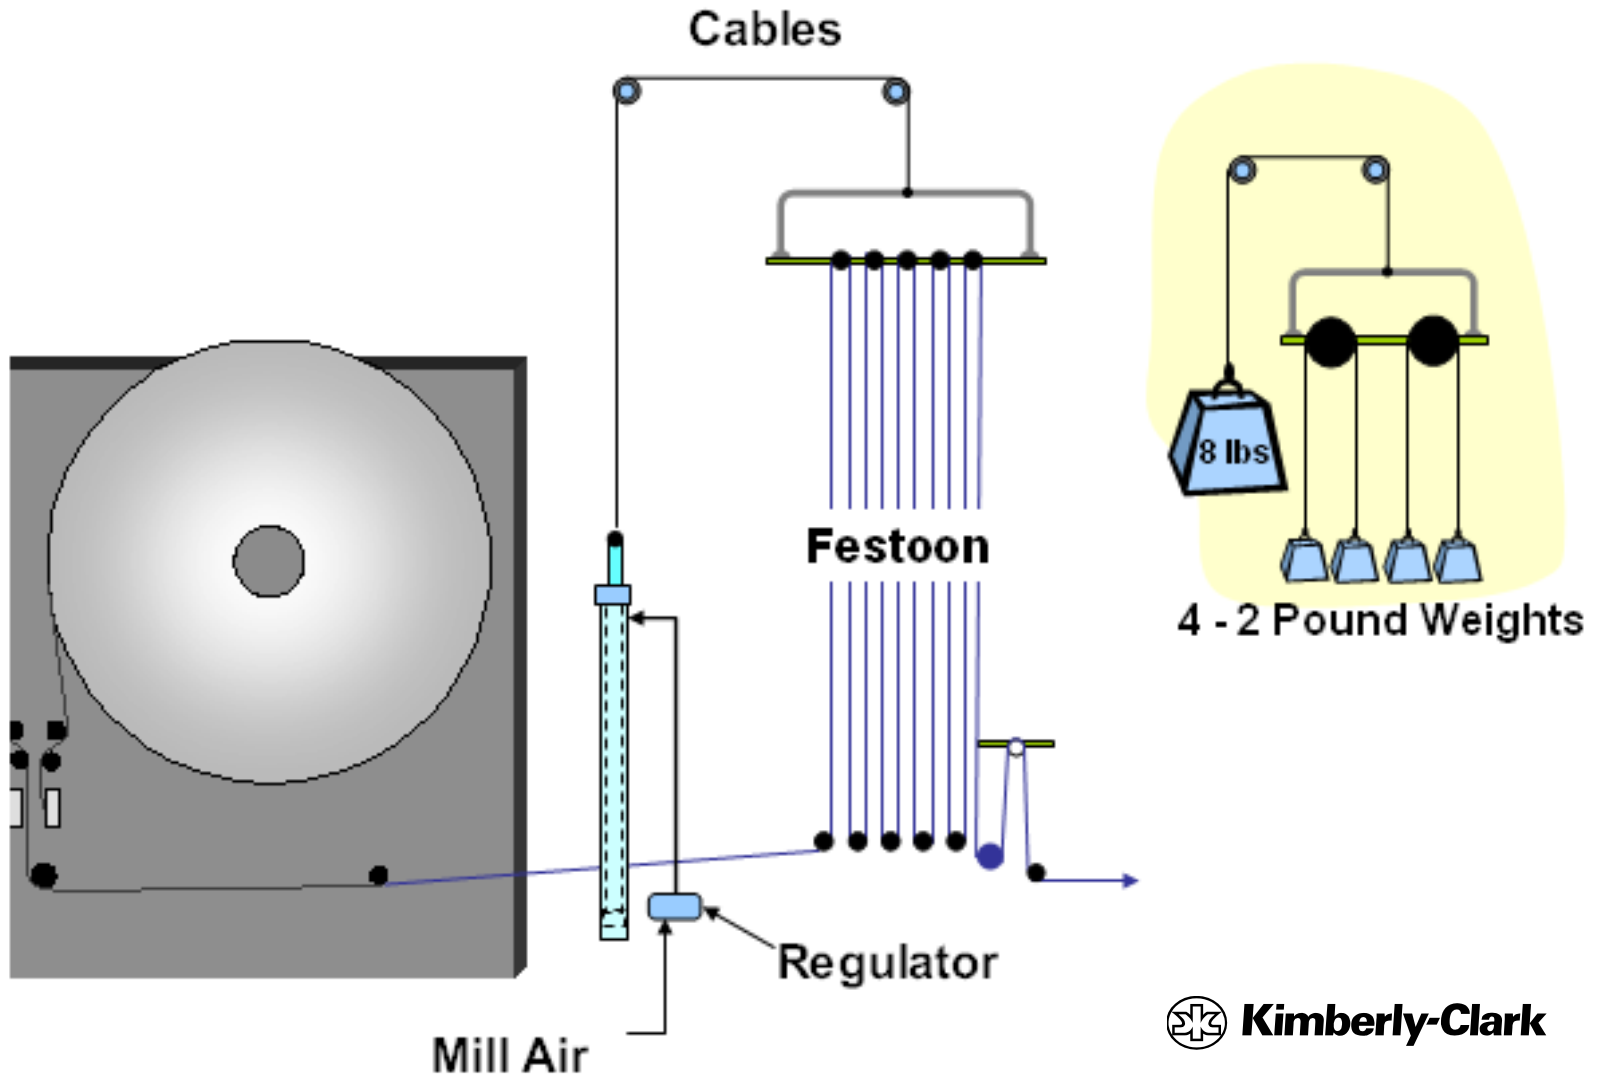 Cables
8 lbs
Festoon
4 - 2 Pound Weights
Regulator
Mill Air
Kimberly-Clark